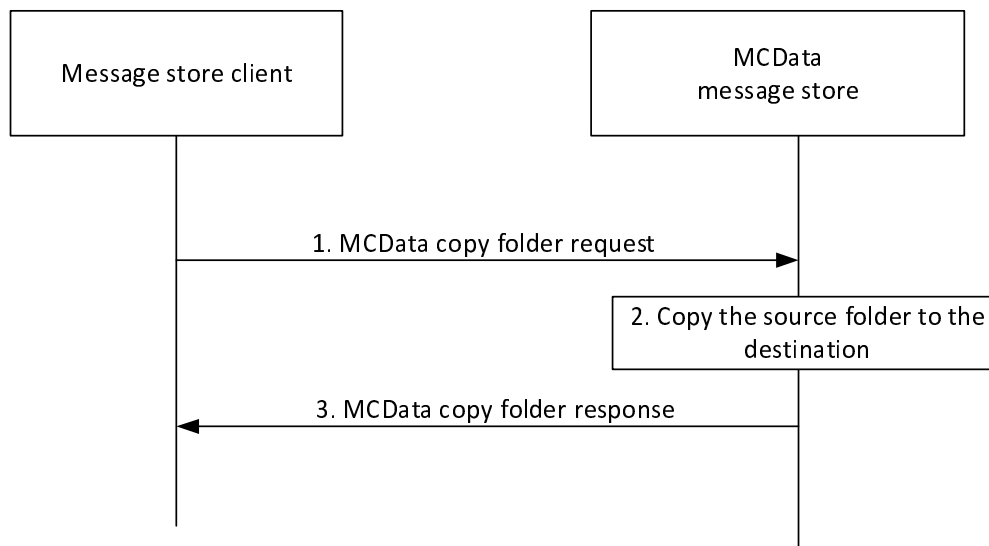 Message store client
MCData
message store
1. MCData copy folder request
2. Copy the source folder to the
destination
3. MCData copy folder response